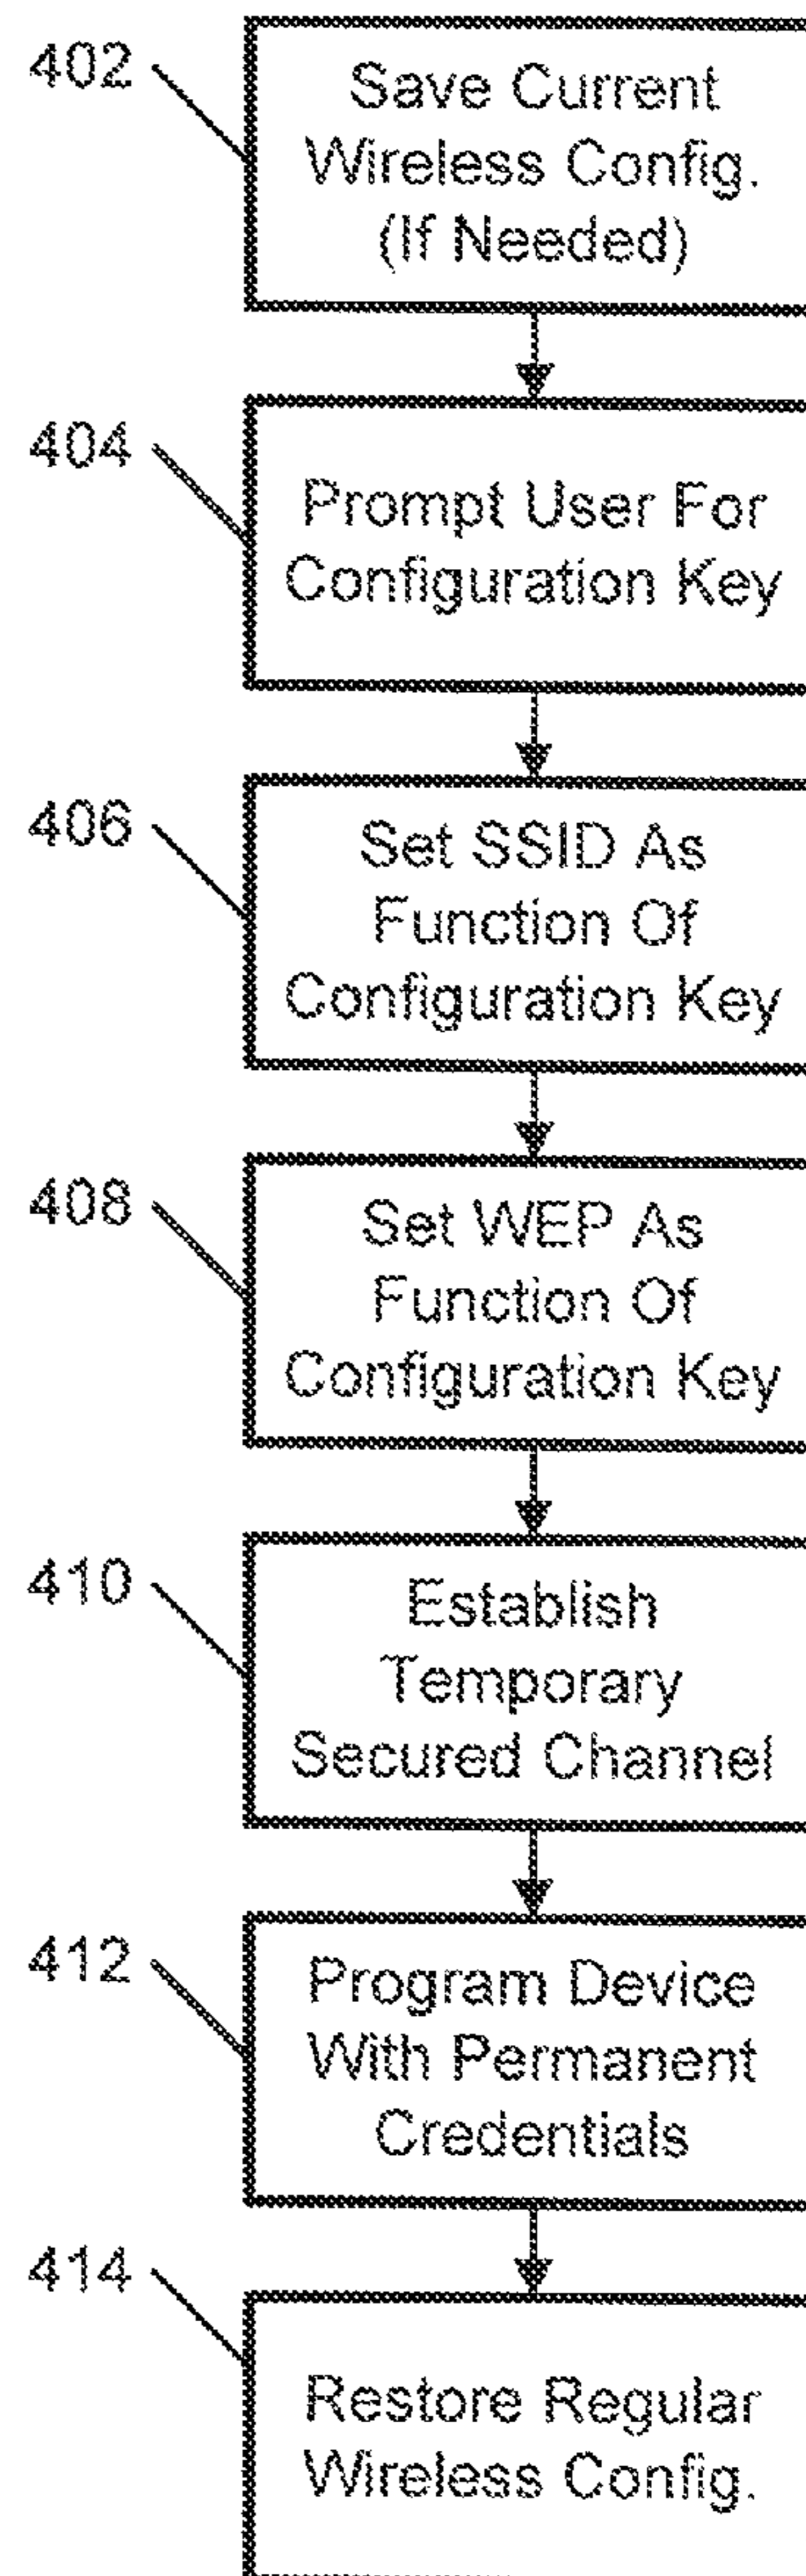 402
Save Current
Wireless Config.
(If Needed)
404
Prompt User For
Configuration Key
406
Set SSID As
Function Of
Configuration Key
408
Set WEP As
Function Of
Configuration Key
410
Establish
Temporary
Secured Channel
412
Program Device
With Permanent
Credentials
414
Restore Regular
Wireless Config.